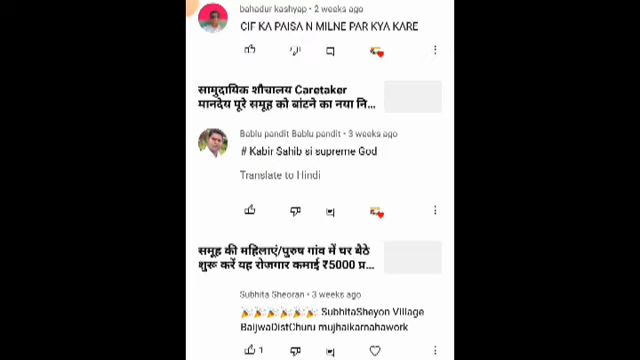 bahadur kashyap • 2 weeks ago
CIF KA PAISA N MILNE PAR KYA KARE
सामुदायिक शौचालय Caretaker
मानदेय पूरे समूह को बांटने का नया नि...
Bablu pandit Bablu pandit • 3 weeks ago
# Kabir Sahib si supreme God
Translate to Hindi
समूह की महिलाएं/पुरुष गांव में घर बैठे
शुरू करें यह रोजगार कमाई ₹5000 प्र...
Subhita Sheoran • 3 weeks ago
SubhitaSheyon Village
BaijwaDistChuru mujhaikarnahawork
1